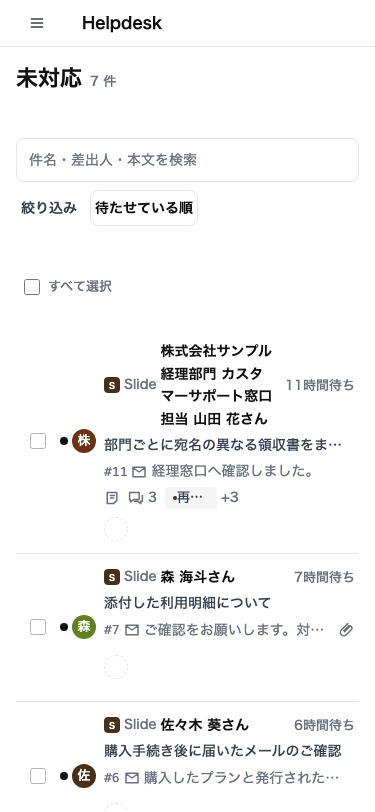 Helpdesk
未対応 7 件
件名・差出人・本文を検索
絞り込み 待たせている順
すべて選択
株式会社サンプル
経理部門 カスタ
マーサポート窓口
担当 山田 花さん
S Slide 11時間待ち
株 部門ごとに宛名の異なる領収書をま…
#11 経理窓口へ確認しました。
3 •再… +3
S Slide 森 海斗さん 7時間待ち
添付した利用明細について
森 #7 ご確認をお願いします。対…
S Slide 佐々木 葵さん 6時間待ち
購入手続き後に届いたメールのご確認
佐 #6 購入したプランと発行された…